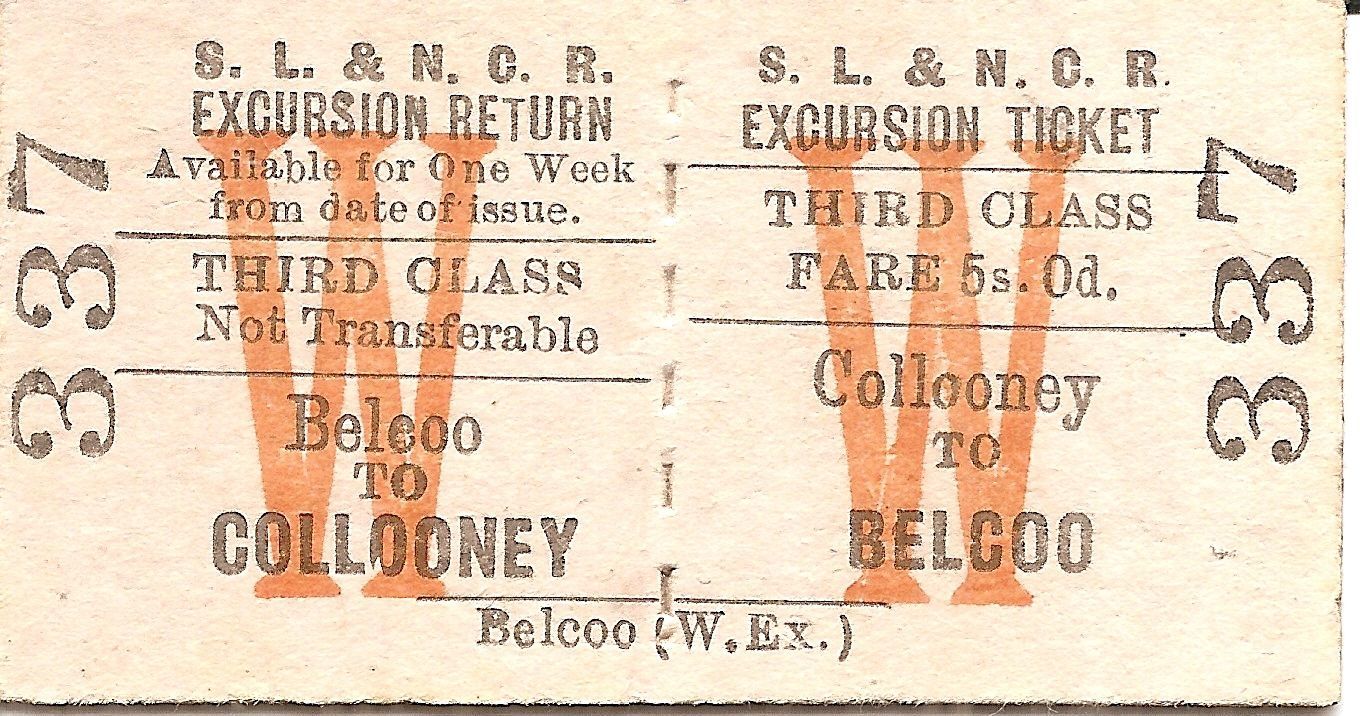 S. L. & N. C. R.
EXCURSION RETURN
Available for One Week
from date of issue.
THIRD CLASS
Not Transferable
Belcoo
TO
COLLOONEY
337
W
S. L. & N. C. R.
EXCURSION TICKET
THIRD CLASS
FARE 5s. 0d.
Collooney
TO
BELCOO
337
W
Belcoo (W. Ex.)